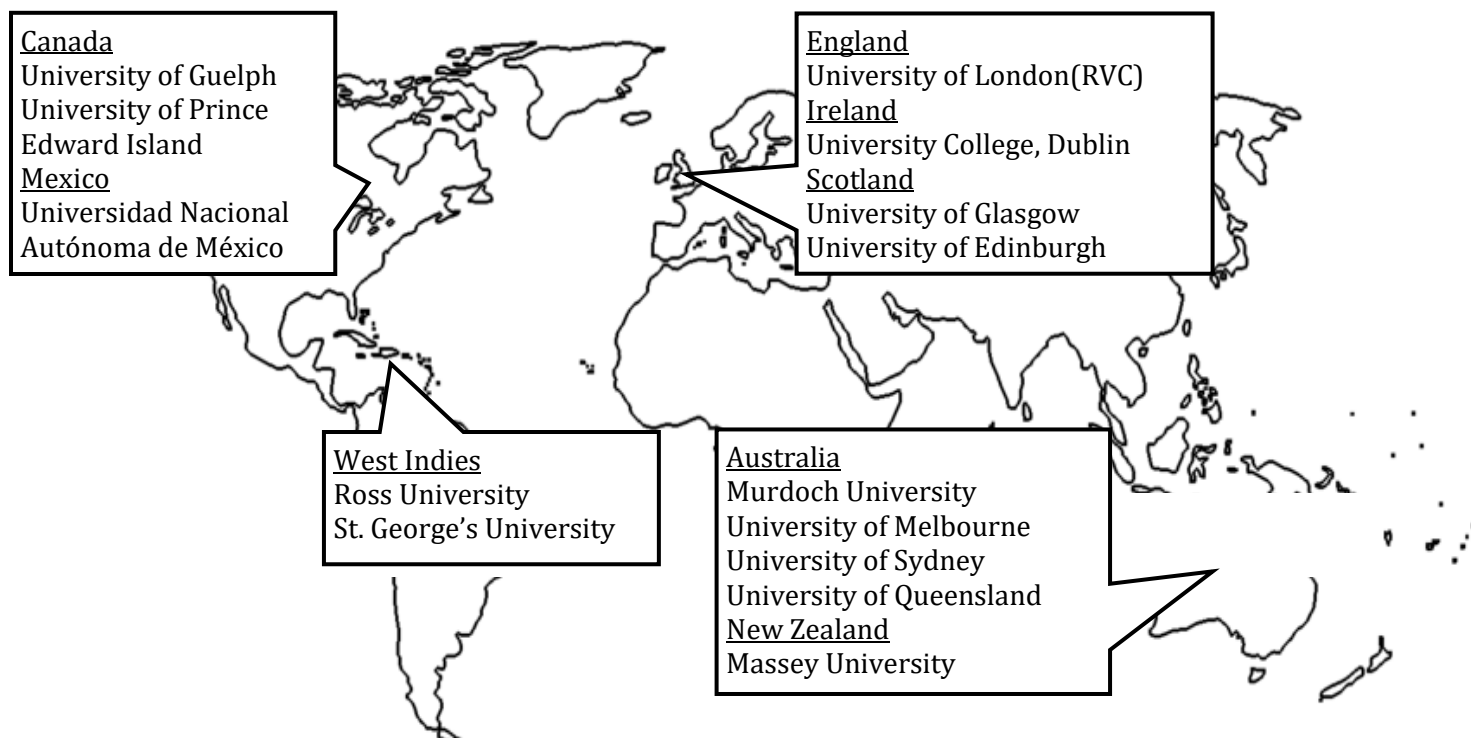 Canada
University of Guelph
University of Prince
Edward Island
Mexico
Universidad Nacional
Autónoma de México
England
University of London(RVC)
Ireland
University College, Dublin
Scotland
University of Glasgow
University of Edinburgh
West Indies
Ross University
St. George’s University
Australia
Murdoch University
University of Melbourne
University of Sydney
University of Queensland
New Zealand
Massey University